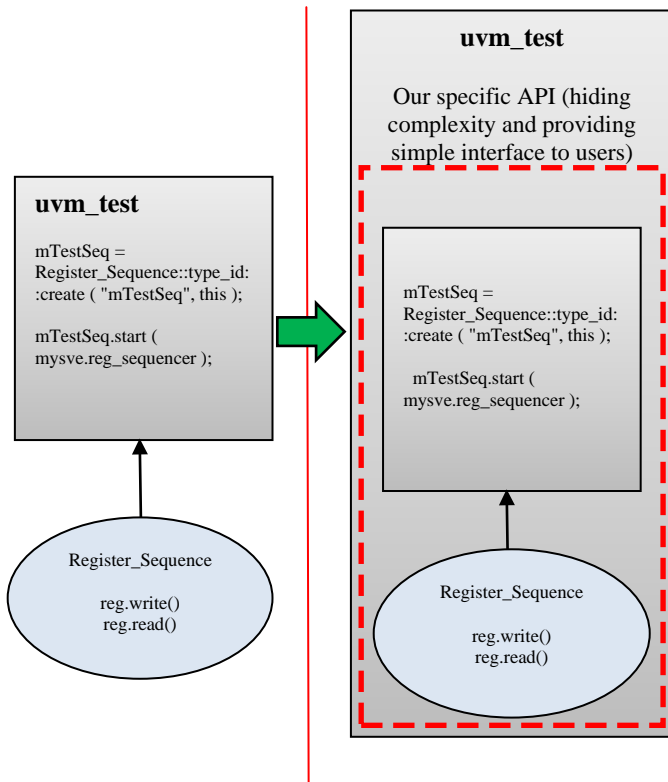 uvm_test
mTestSeq =
Register_Sequence::type_id:
:create ( "mTestSeq", this );
mTestSeq.start (
mysve.reg_sequencer );
Register_Sequence
reg.write()
reg.read()
uvm_test
Our specific API (hiding
complexity and providing
simple interface to users)
mTestSeq =
Register_Sequence::type_id:
:create ( "mTestSeq", this );
mTestSeq.start (
mysve.reg_sequencer );
Register_Sequence
reg.write()
reg.read()